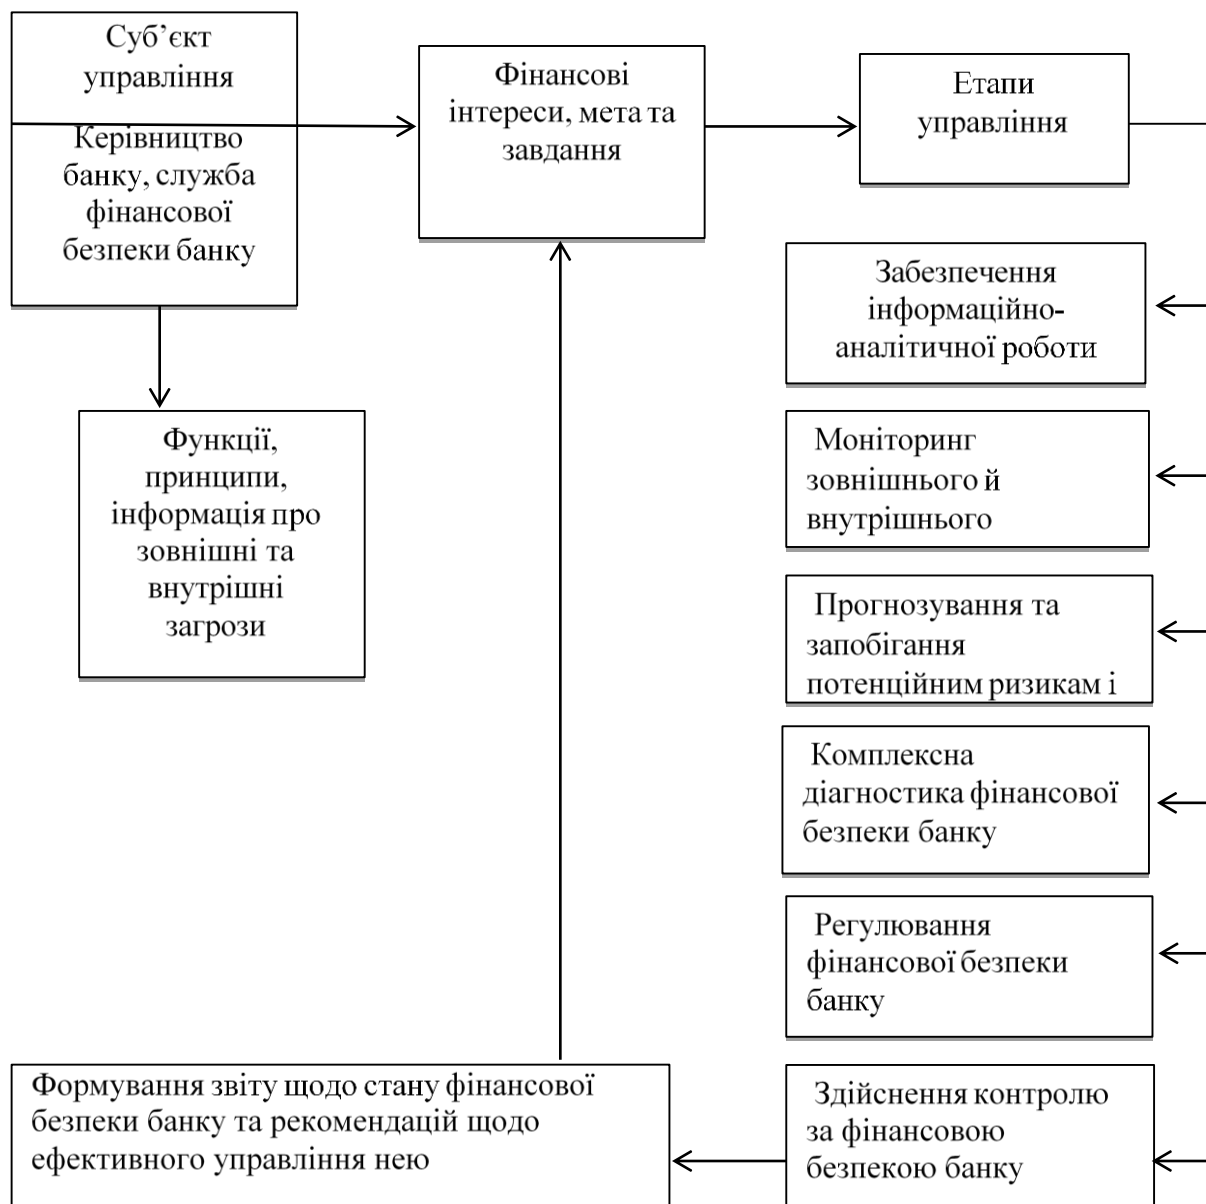 Суб’єкт
управління
Керівництво
банку, служба
фінансової
безпеки банку
Фінансові
інтереси, мета та
завдання
Етапи
управління
Забезпечення
інформаційно-
аналітичної роботи
Функції,
принципи,
інформація про
зовнішні та
внутрішні
загрози
Моніторинг
зовнішнього й
внутрішнього
Прогнозування та
запобігання
потенційним ризикам і
Комплексна
діагностика фінансової
безпеки банку
Регулювання
фінансової безпеки
банку
Здійснення контролю
за фінансовою
безпекою банку
Формування звіту щодо стану фінансової
безпеки банку та рекомендацій щодо
ефективного управління нею